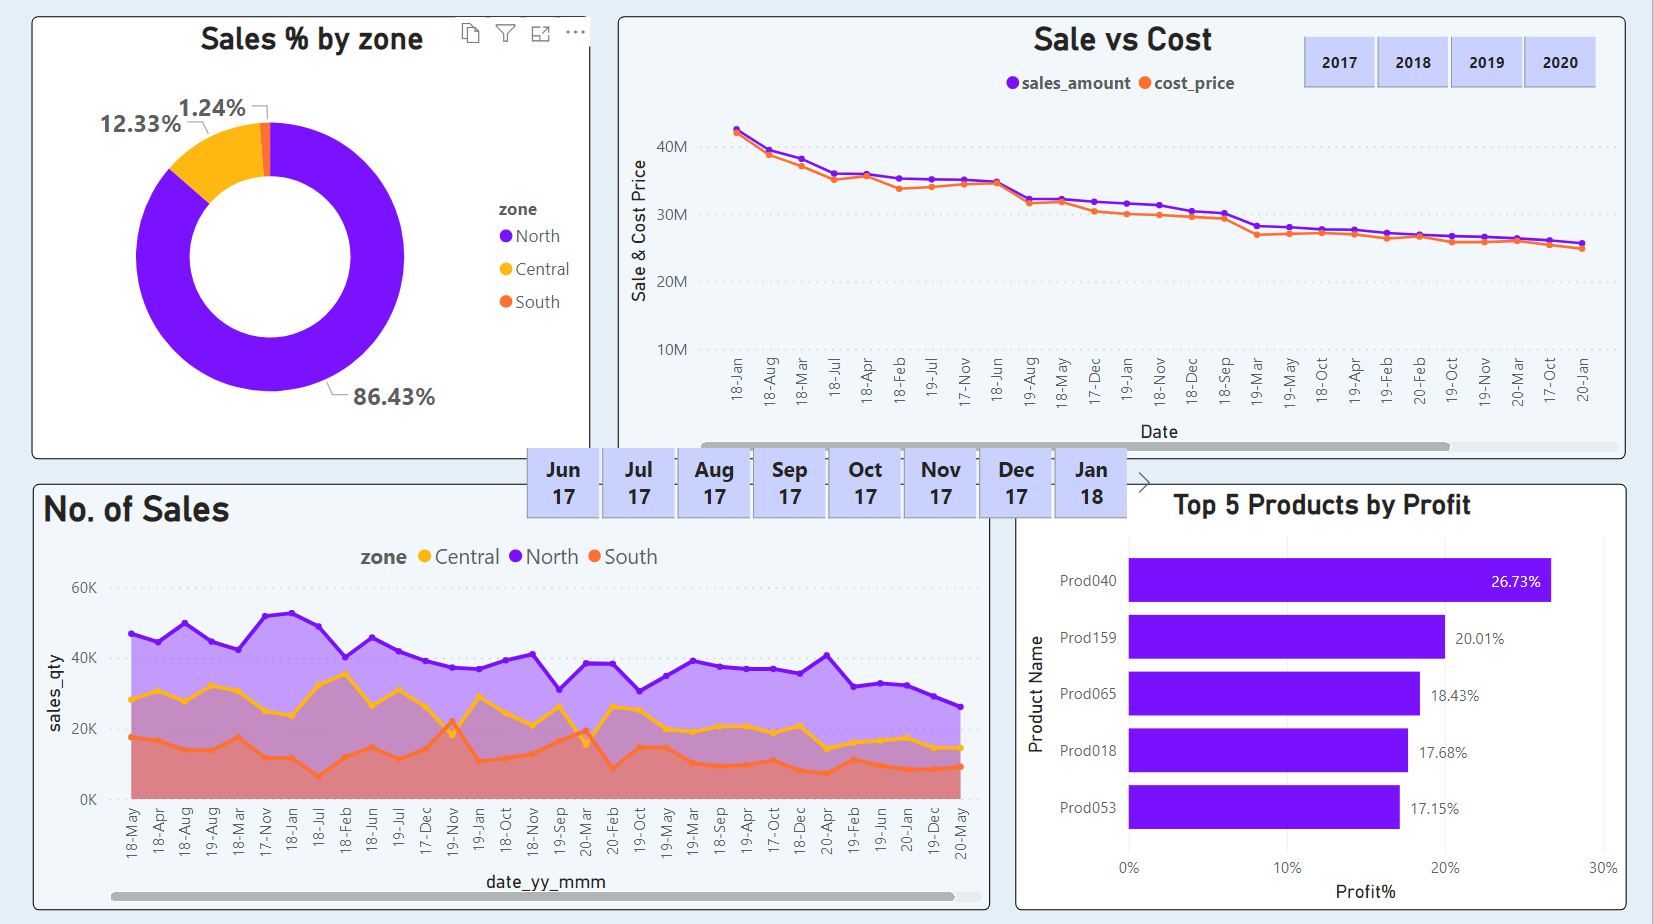 Sales % by zone
12.33%
1.24%
86.43%
zone
North
Central
South
Sale vs Cost
2017 2018 2019 2020
sales_amount cost_price
Sale & Cost Price
40M
30M
20M
10M
18-Jan 18-Aug 18-Mar 18-Jul 18-Apr 18-Feb 19-Jul 17-Nov 18-Jun 19-Aug 18-May 17-Dec 19-Jan 18-Nov 18-Dec 18-Sep 19-Mar 19-May 18-Oct 19-Apr 19-Feb 20-Feb 19-Oct 19-Nov 20-Mar 17-Oct 20-Jan
Date
Jun 17
Jul 17
Aug 17
Sep 17
Oct 17
Nov 17
Dec 17
Jan 18
No. of Sales
zone Central North South
sales_qty
60K
40K
20K
0K
18-May 18-Apr 18-Aug 19-Aug 18-Mar 17-Nov 18-Jan 18-Jul 18-Feb 18-Jun 19-Jul 17-Dec 19-Nov 19-Jan 18-Oct 18-Nov 19-Sep 20-Mar 20-Feb 19-Oct 19-May 19-Mar 18-Sep 19-Apr 17-Oct 18-Dec 20-Apr 19-Feb 19-Jun 20-Jan 19-Dec 20-May
date_yy_mmm
Top 5 Products by Profit
Product Name
Prod040 26.73%
Prod159 20.01%
Prod065 18.43%
Prod018 17.68%
Prod053 17.15%
0% 10% 20% 30%
Profit%